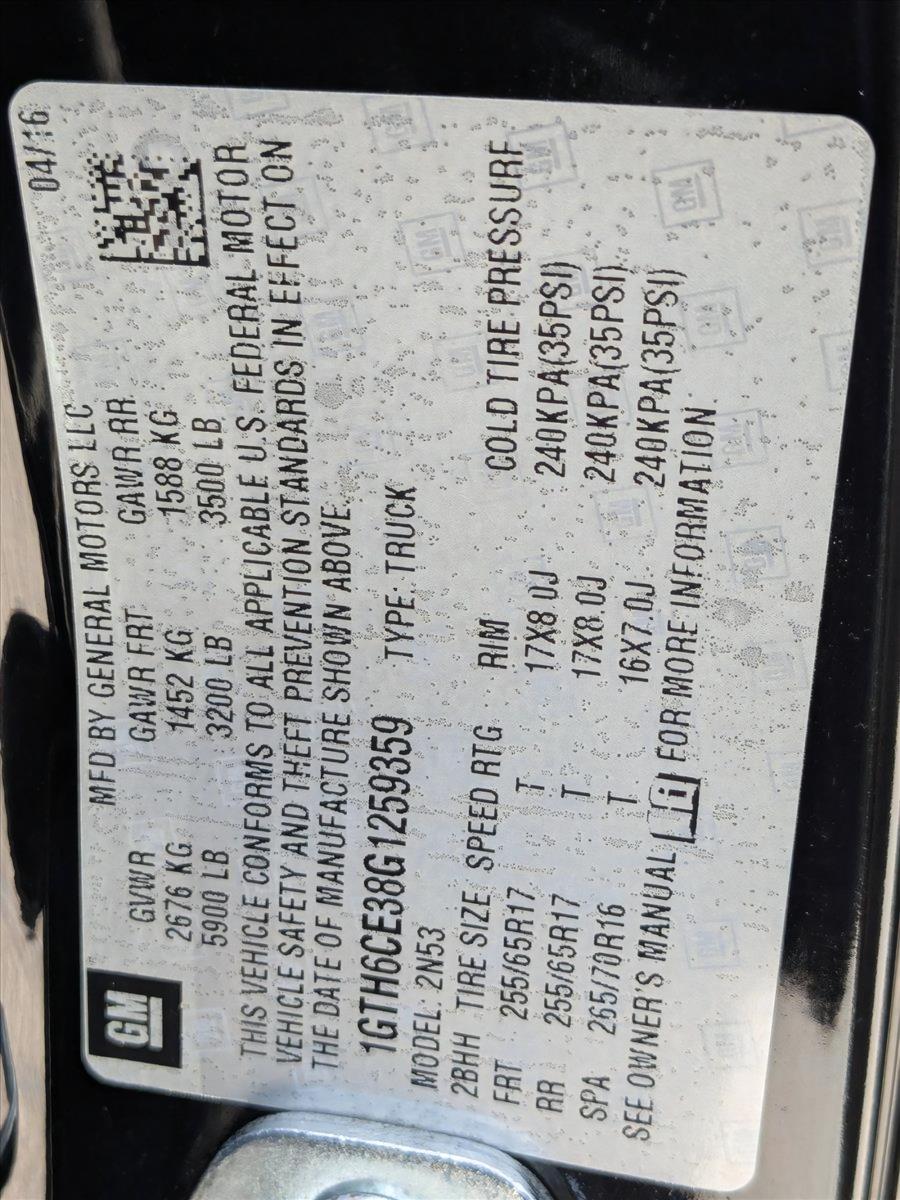 GM
04/16
MFD BY GENERAL MOTORS LLC
GVWR GAWR FRT GAWR RR
2676 KG 1452 KG 1588 KG
5900 LB 3200 LB 3500 LB
THIS VEHICLE CONFORMS TO ALL APPLICABLE U.S. FEDERAL MOTOR
VEHICLE SAFETY AND THEFT PREVENTION STANDARDS IN EFFECT ON
THE DATE OF MANUFACTURE SHOWN ABOVE.
1GTH6CE38G1259359 TYPE: TRUCK
MODEL: 2N53
2BHH TIRE SIZE SPEED RTG RIM COLD TIRE PRESSURE
FRT 255/65R17 T 17X8.0J 240KPA(35PSI)
RR 255/65R17 T 17X8.0J 240KPA(35PSI)
SPA 265/70R16 T 16X7.0J 240KPA(35PSI)
SEE OWNER'S MANUAL i FOR MORE INFORMATION